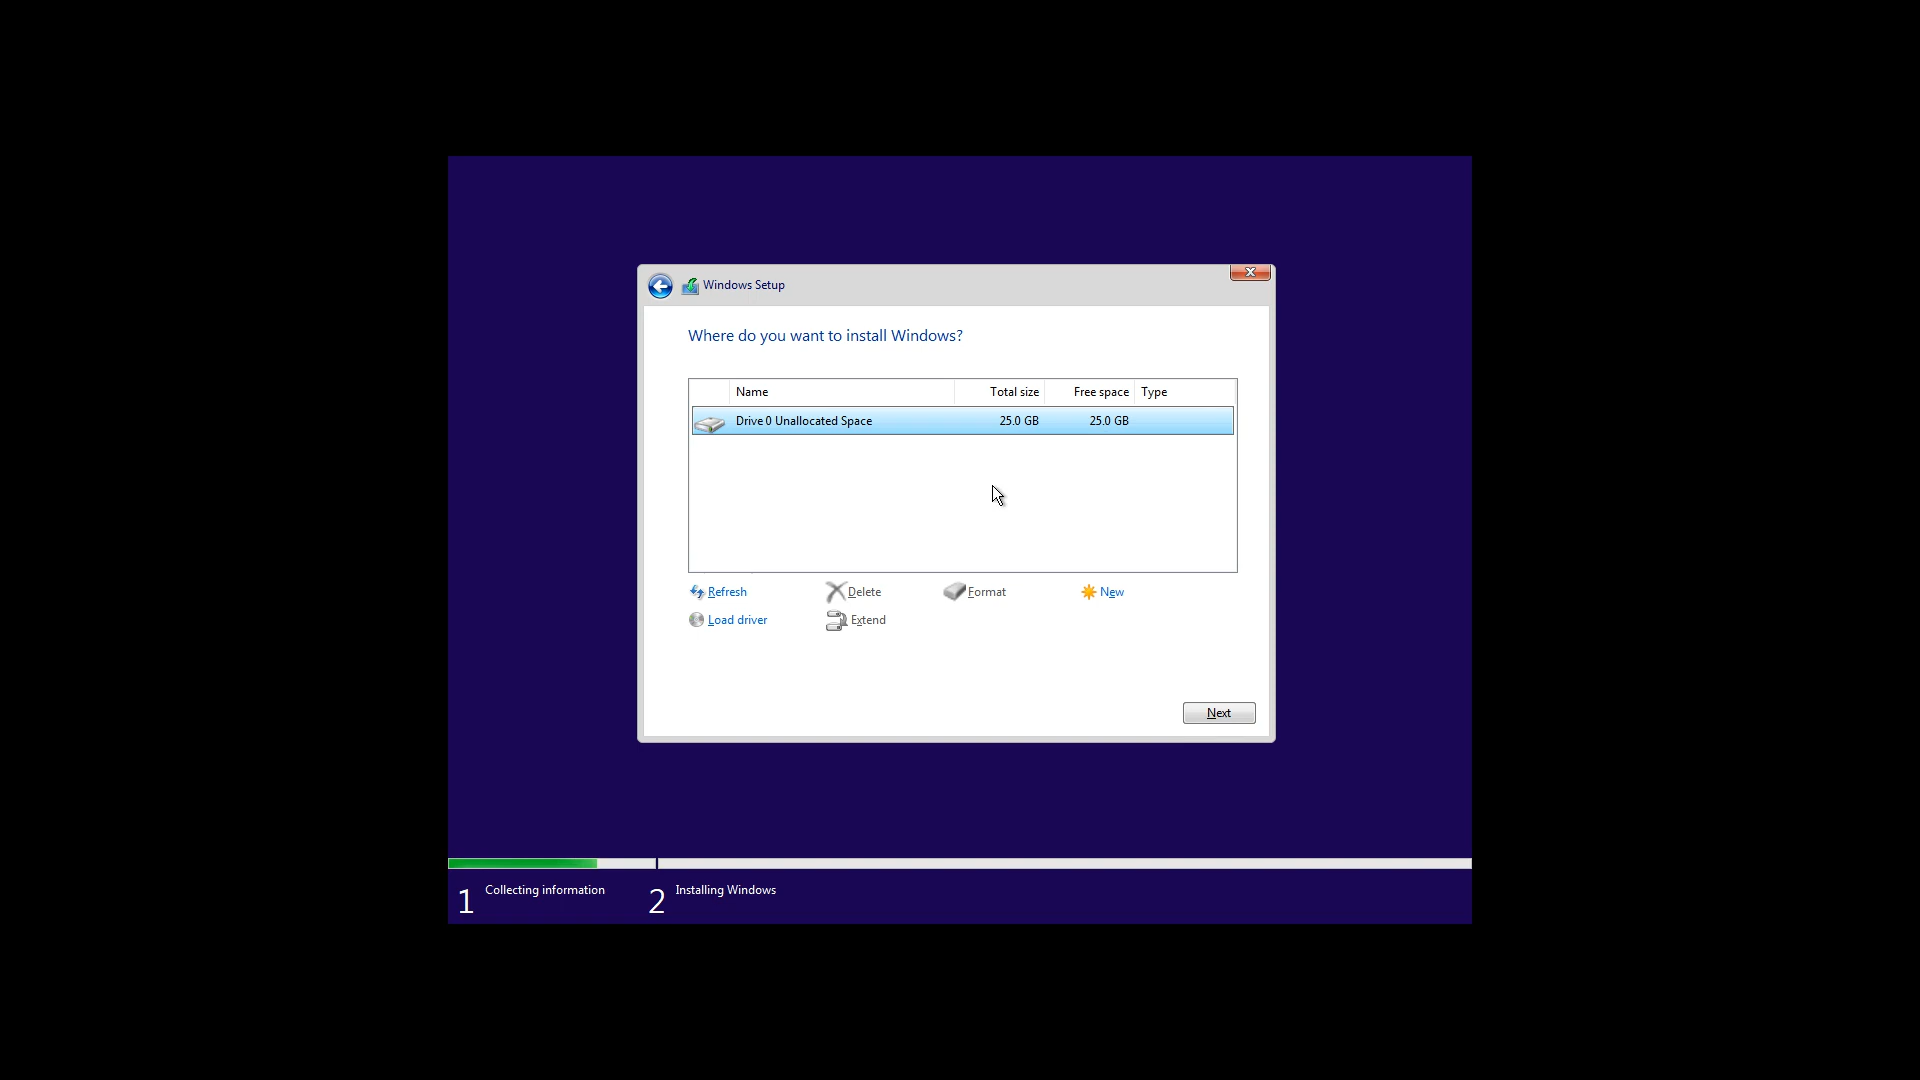 Windows Setup
Where do you want to install Windows?
Name Total size Free space Type
Drive 0 Unallocated Space 25.0 GB 25.0 GB
Refresh Delete Format New
Load driver Extend
Next
1 Collecting information 2 Installing Windows